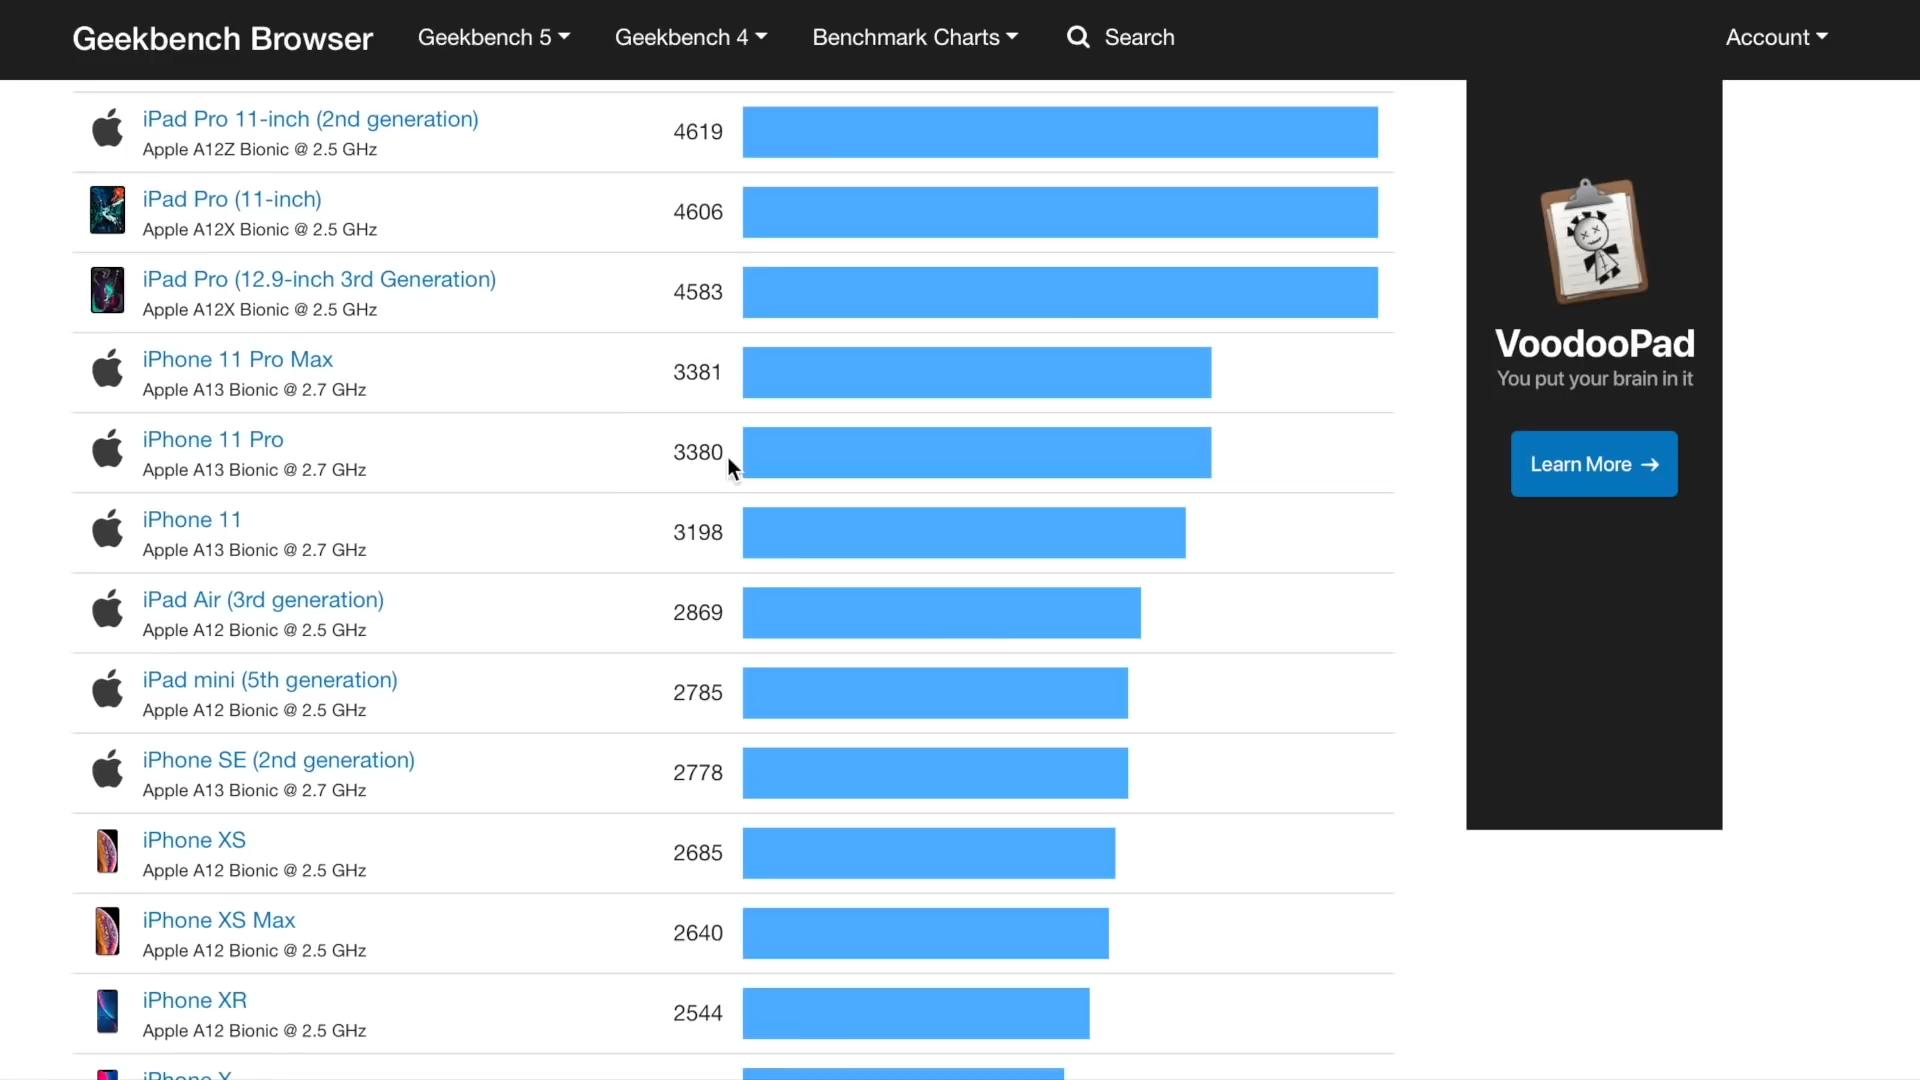 Geekbench Browser Geekbench 5 Geekbench 4 Benchmark Charts Search Account
iPad Pro 11-inch (2nd generation)
Apple A12Z Bionic @ 2.5 GHz
4619
iPad Pro (11-inch)
Apple A12X Bionic @ 2.5 GHz
4606
iPad Pro (12.9-inch 3rd Generation)
Apple A12X Bionic @ 2.5 GHz
4583
iPhone 11 Pro Max
Apple A13 Bionic @ 2.7 GHz
3381
iPhone 11 Pro
Apple A13 Bionic @ 2.7 GHz
3380
iPhone 11
Apple A13 Bionic @ 2.7 GHz
3198
iPad Air (3rd generation)
Apple A12 Bionic @ 2.5 GHz
2869
iPad mini (5th generation)
Apple A12 Bionic @ 2.5 GHz
2785
iPhone SE (2nd generation)
Apple A13 Bionic @ 2.7 GHz
2778
iPhone XS
Apple A12 Bionic @ 2.5 GHz
2685
iPhone XS Max
Apple A12 Bionic @ 2.5 GHz
2640
iPhone XR
Apple A12 Bionic @ 2.5 GHz
2544
iPhone X
VoodooPad
You put your brain in it
Learn More →